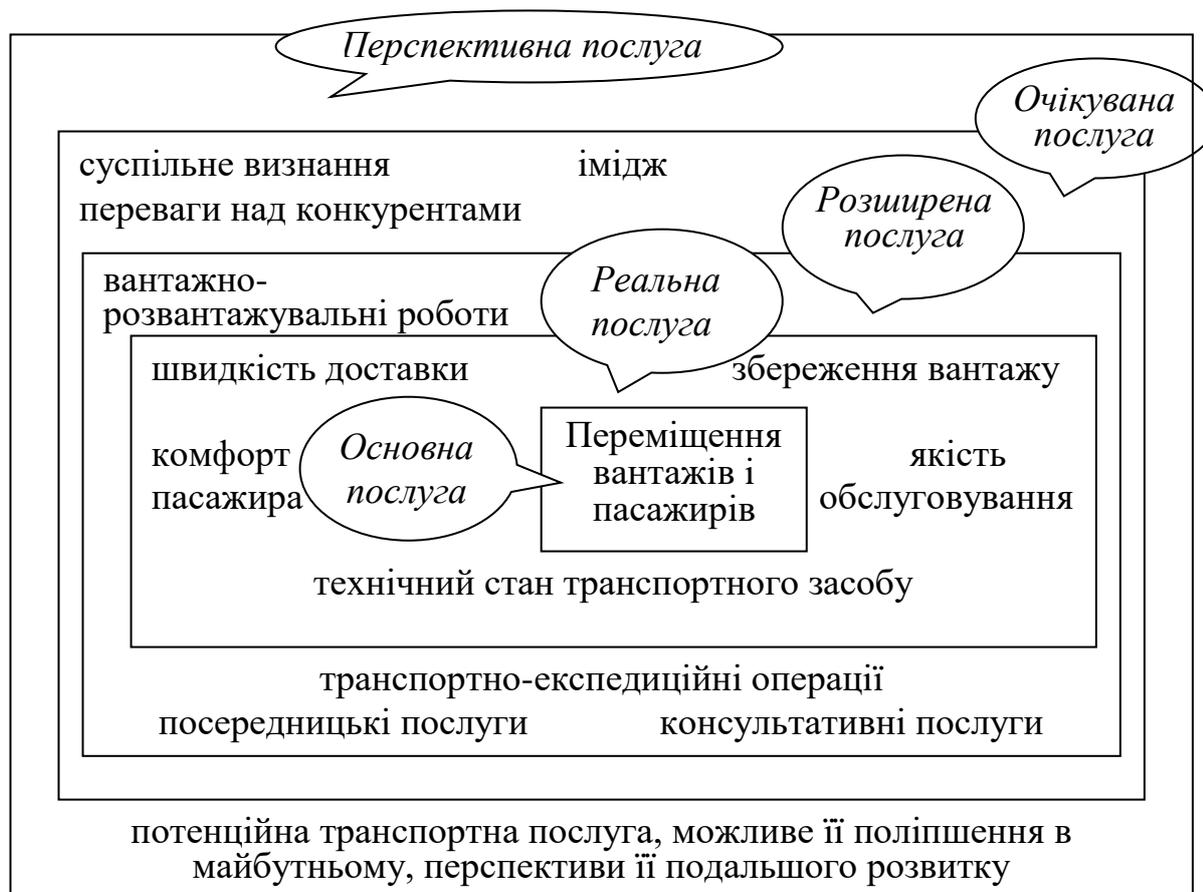 Перспективна послуга
Очікувана
послуга
суспільне визнання
імідж
переваги над конкурентами
Розширена
послуга
вантажно-
розвантажувальні роботи
Реальна
послуга
швидкість доставки
збереження вантажу
комфорт
пасажира
Основна
послуга
Переміщення
вантажів і
пасажирів
якість
обслуговування
технічний стан транспортного засобу
транспортно-експедиційні операції
посередницькі послуги
консультативні послуги
потенційна транспортна послуга, можливе її поліпшення в
майбутньому, перспективи її подальшого розвитку